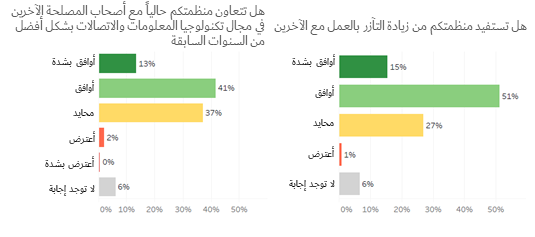 هل تتعاون منظمتكم حالياً مع أصحاب المصلحة الآخرين
في مجال تكنولوجيا المعلومات والاتصالات بشكل أفضل
من السنوات السابقة
أوافق بشدة 13%
أوافق 41%
محايد 37%
أعترض 2%
أعترض بشدة 0%
لا توجد إجابة 6%
0% 10% 20% 30% 40% 50%
هل تستفيد منظمتكم من زيادة التآزر بالعمل مع الآخرين
أوافق بشدة 15%
أوافق 51%
محايد 27%
أعترض 1%
لا توجد إجابة 6%
0% 10% 20% 30% 40% 50%